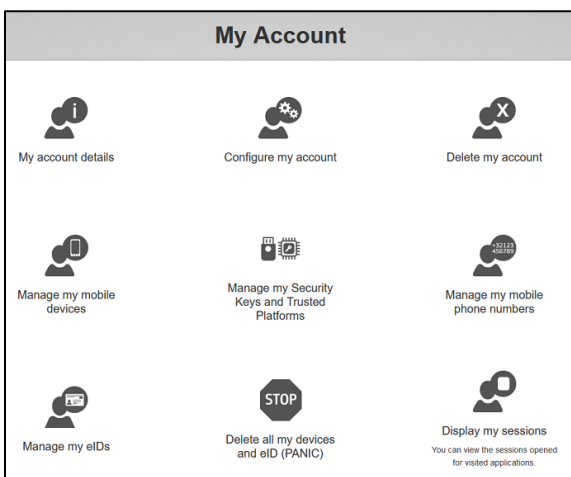 My Account
i
X
My account details
Configure my account
Delete my account
+32123
456789
Manage my mobile
devices
Manage my Security
Keys and Trusted
Platforms
Manage my mobile
phone numbers
STOP
Manage my eIDs
Delete all my devices
and eID (PANIC)
Display my sessions
You can view the sessions opened
for visited applications.